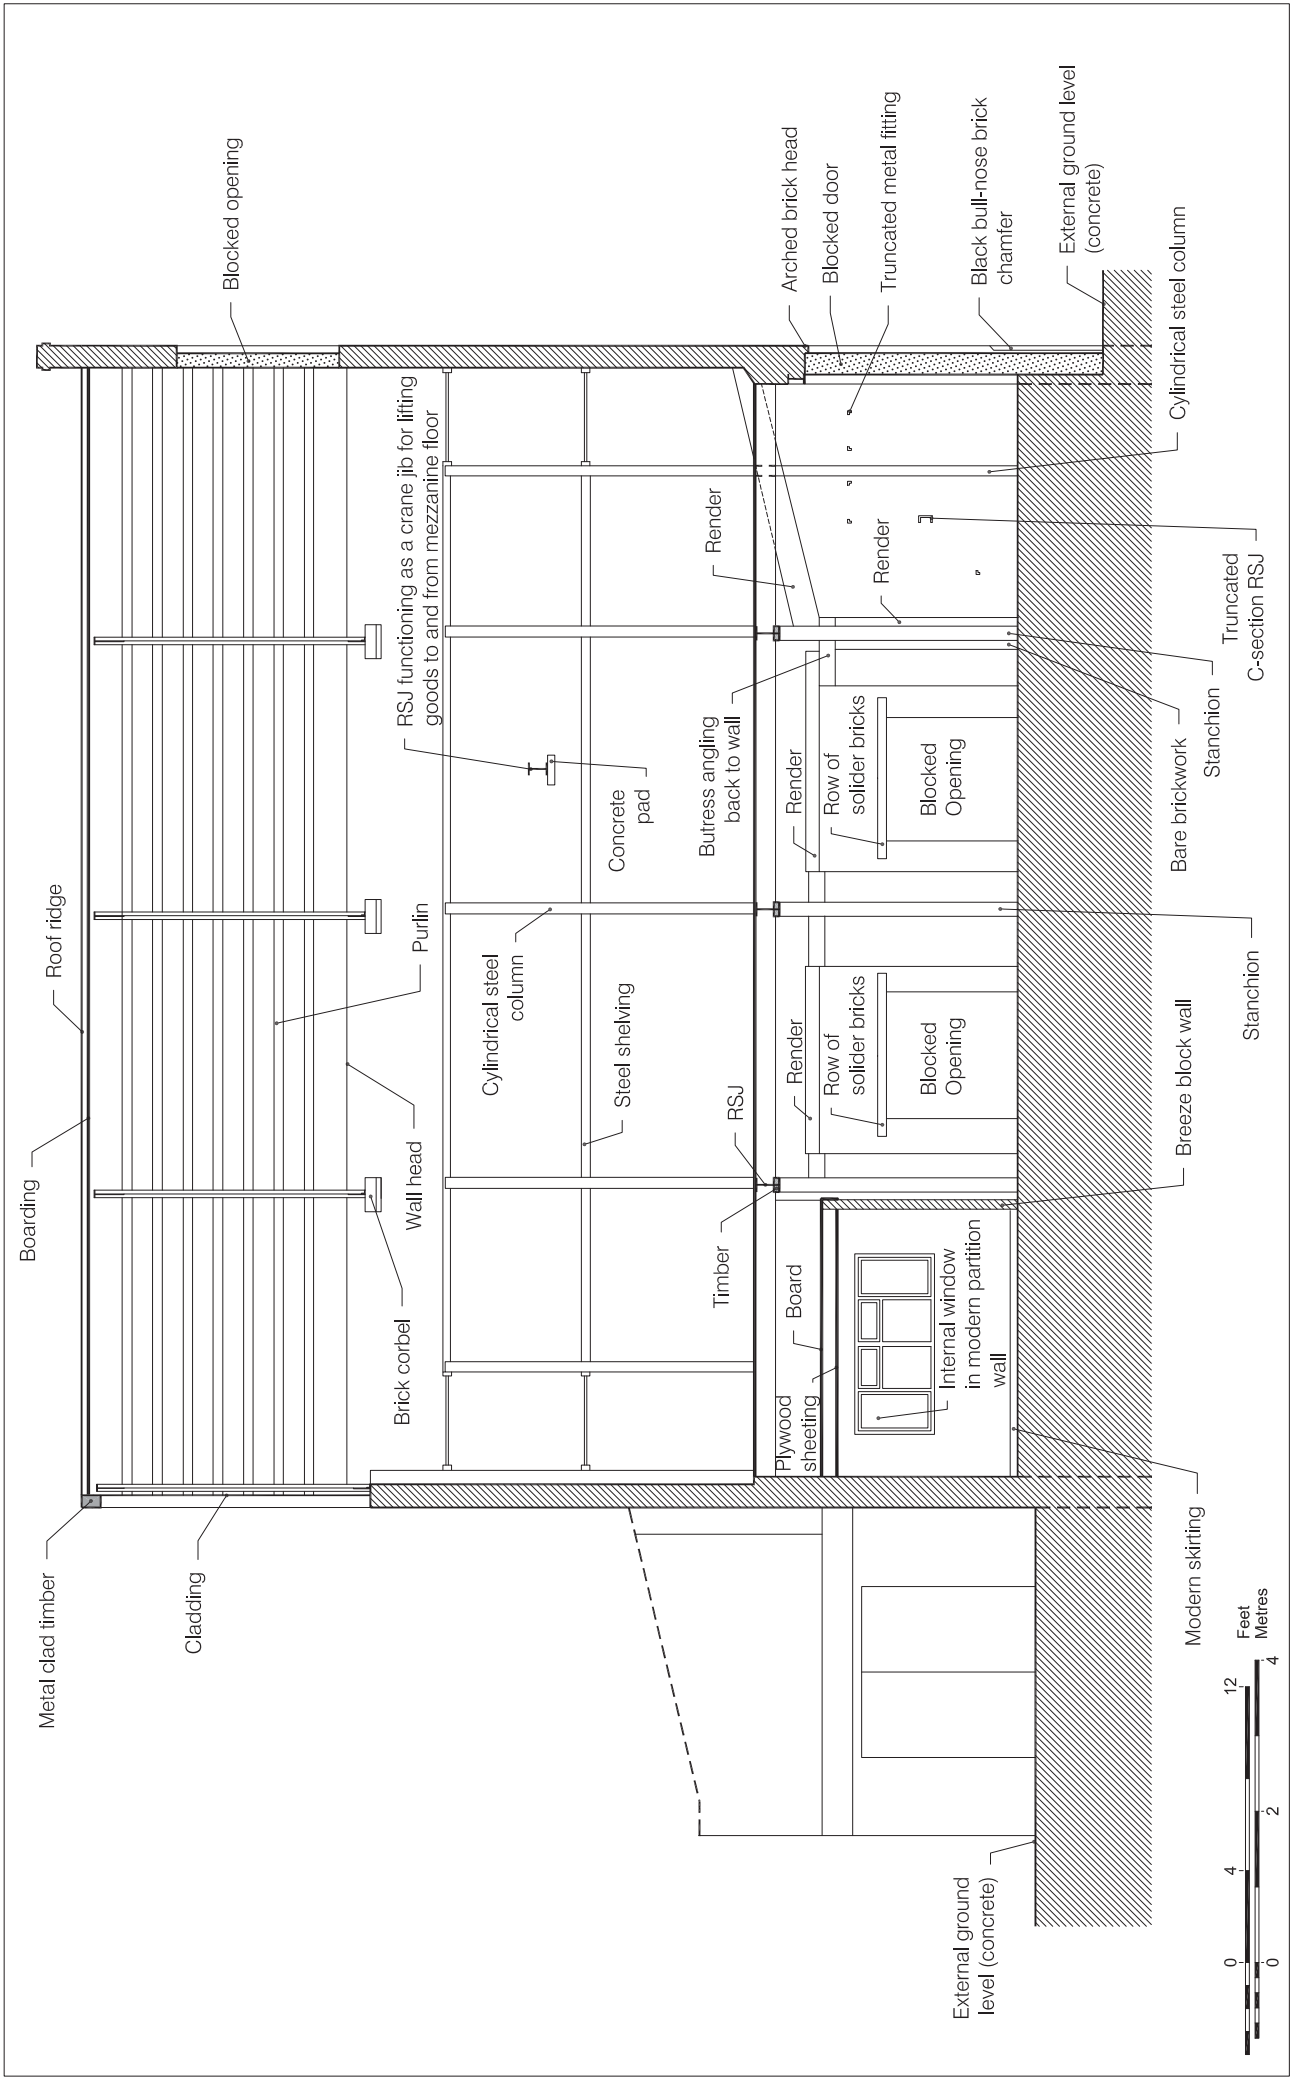 Metal clad timber
Boarding
Roof ridge
Cladding
Blocked opening
Brick corbel
Wall head
Purlin
RSJ functioning as a crane jib for lifting
goods to and from mezzanine floor
Cylindrical steel
column
Steel shelving
Concrete
pad
Render
Timber
RSJ
Butress angling
back to wall
Arched brick head
Blocked door
Truncated metal fitting
Plywood
sheeting
Board
Render
Row of
solider bricks
Blocked
Opening
Render
Row of
solider bricks
Blocked
Opening
Render
Internal window
in modern partition
wall
Black bull-nose brick
chamfer
External ground level
(concrete)
External ground
level (concrete)
Modern skirting
Breeze block wall
Stanchion
Bare brickwork
Stanchion
Truncated
C-section RSJ
Cylindrical steel column
0 4 12 Feet
0 2 4 Metres